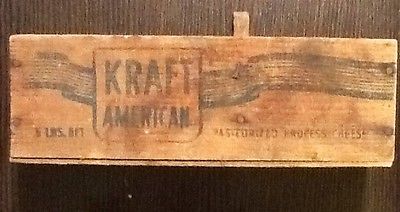 KRAFT
AMERICAN
5 LBS. NET PASTEURIZED PROCESS CHEESE